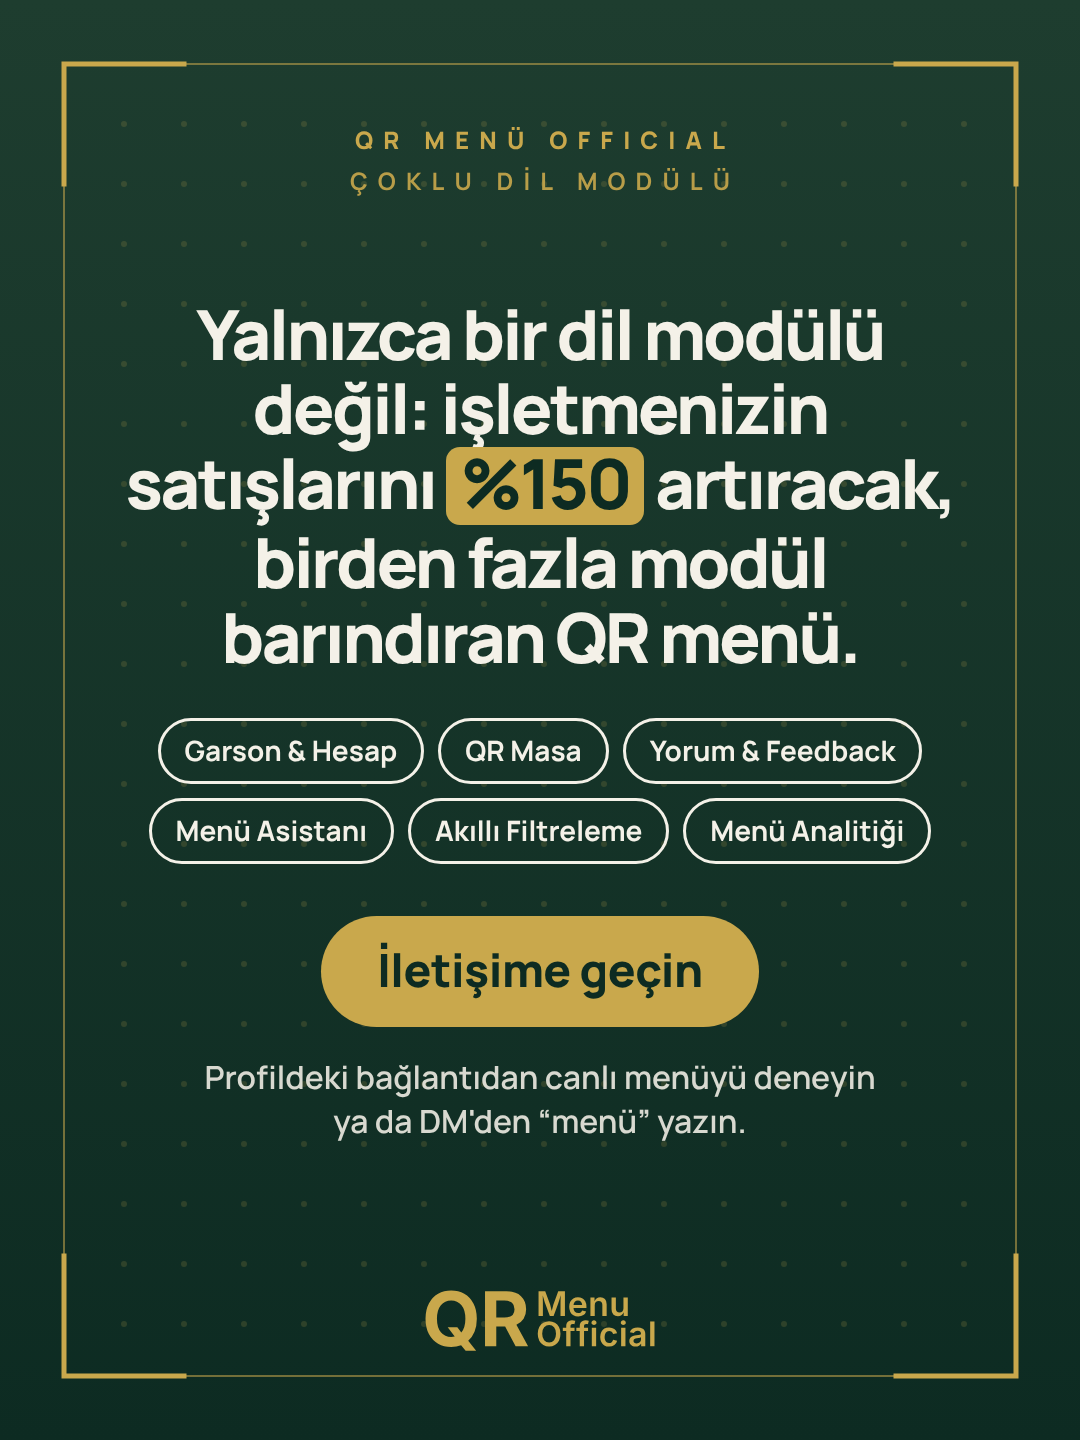 QR MENÜ OFFICIAL
ÇOKLU DİL MODÜLÜ
Yalnızca bir dil modülü
değil: işletmenizin
satışlarını %150 artıracak,
birden fazla modül
barındıran QR menü.
Garson & Hesap
QR Masa
Yorum & Feedback
Menü Asistanı
Akıllı Filtreleme
Menü Analitiği
İletişime geçin
Profildeki bağlantıdan canlı menüyü deneyin
ya da DM'den “menü” yazın.
QR Menu
Official